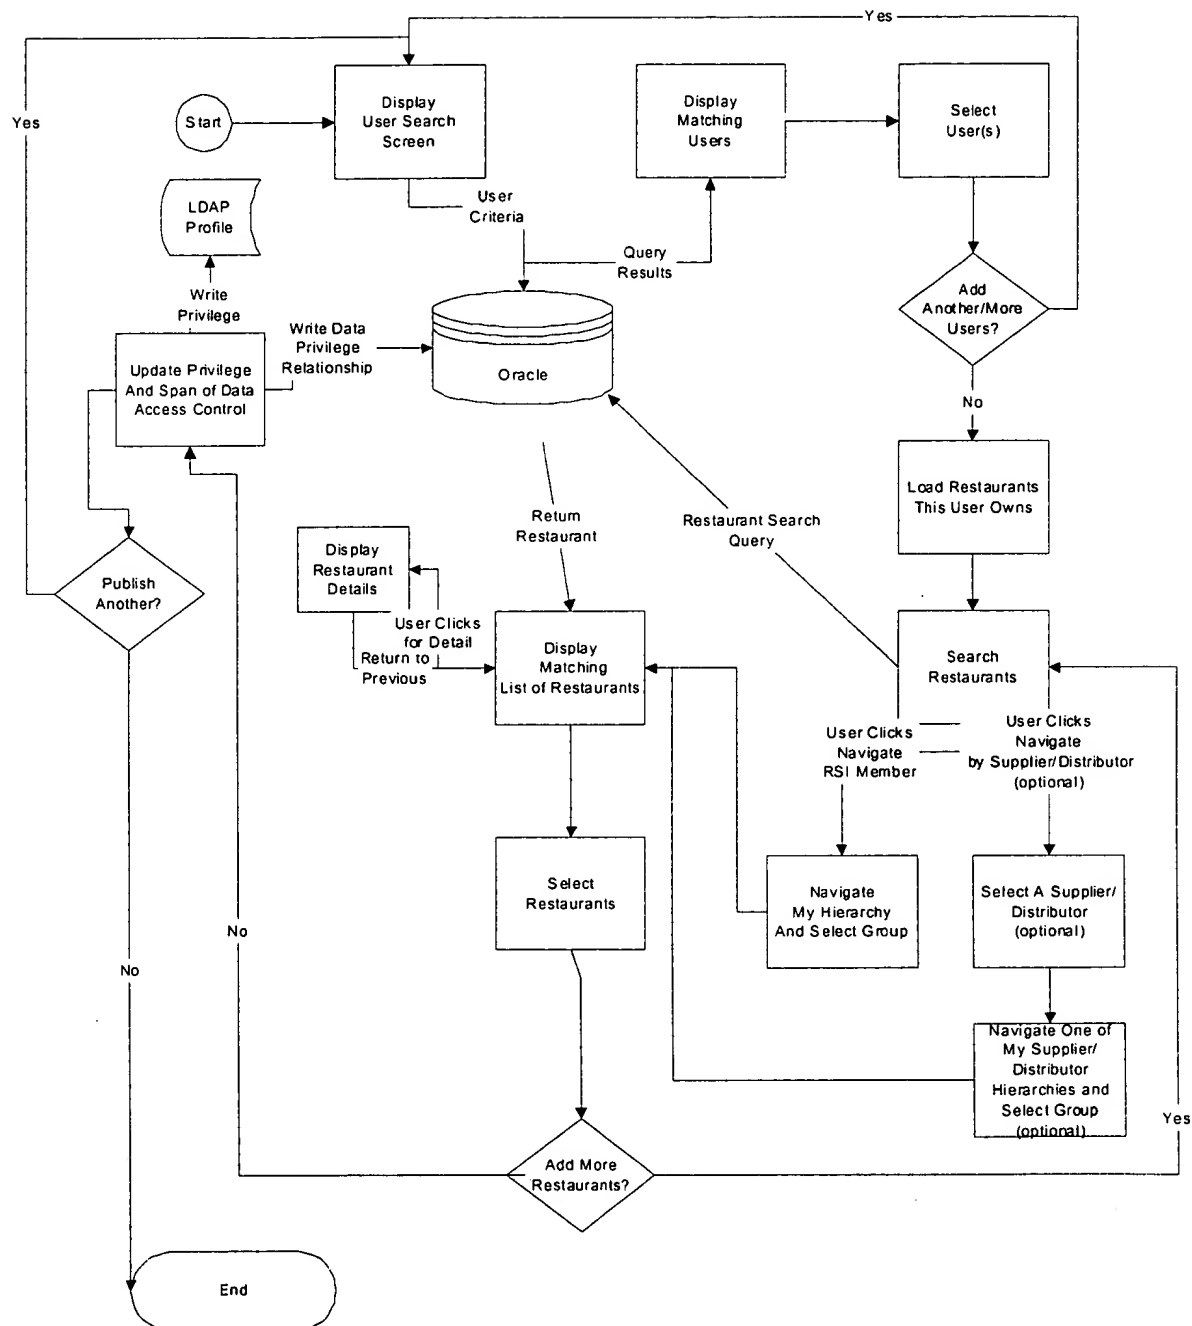 Yes
Yes
Start
Display
User Search
Screen
Display
Matching
Users
Select
User(s)
LDAP
Profile
User
Criteria
Query
Results
Write
Privilege
Write Data
Privilege
Relationship
Add
Another/More
Users?
Update Privilege
And Span of Data
Access Control
Oracle
No
Load Restaurants
This User Owns
Return
Restaurant
Restaurant Search
Query
Display
Restaurant
Details
Publish
Another?
User Clicks
for Detail
Return to
Previous
Display
Matching
List of Restaurants
Search
Restaurants
User Clicks
Navigate
RSI Member
User Clicks
Navigate
by Supplier/Distributor
(optional)
Select
Restaurants
Navigate
My Hierarchy
And Select Group
Select A Supplier/
Distributor
(optional)
No
No
Navigate One of
My Supplier/
Distributor
Hierarchies and
Select Group
(optional)
Yes
Add More
Restaurants?
End